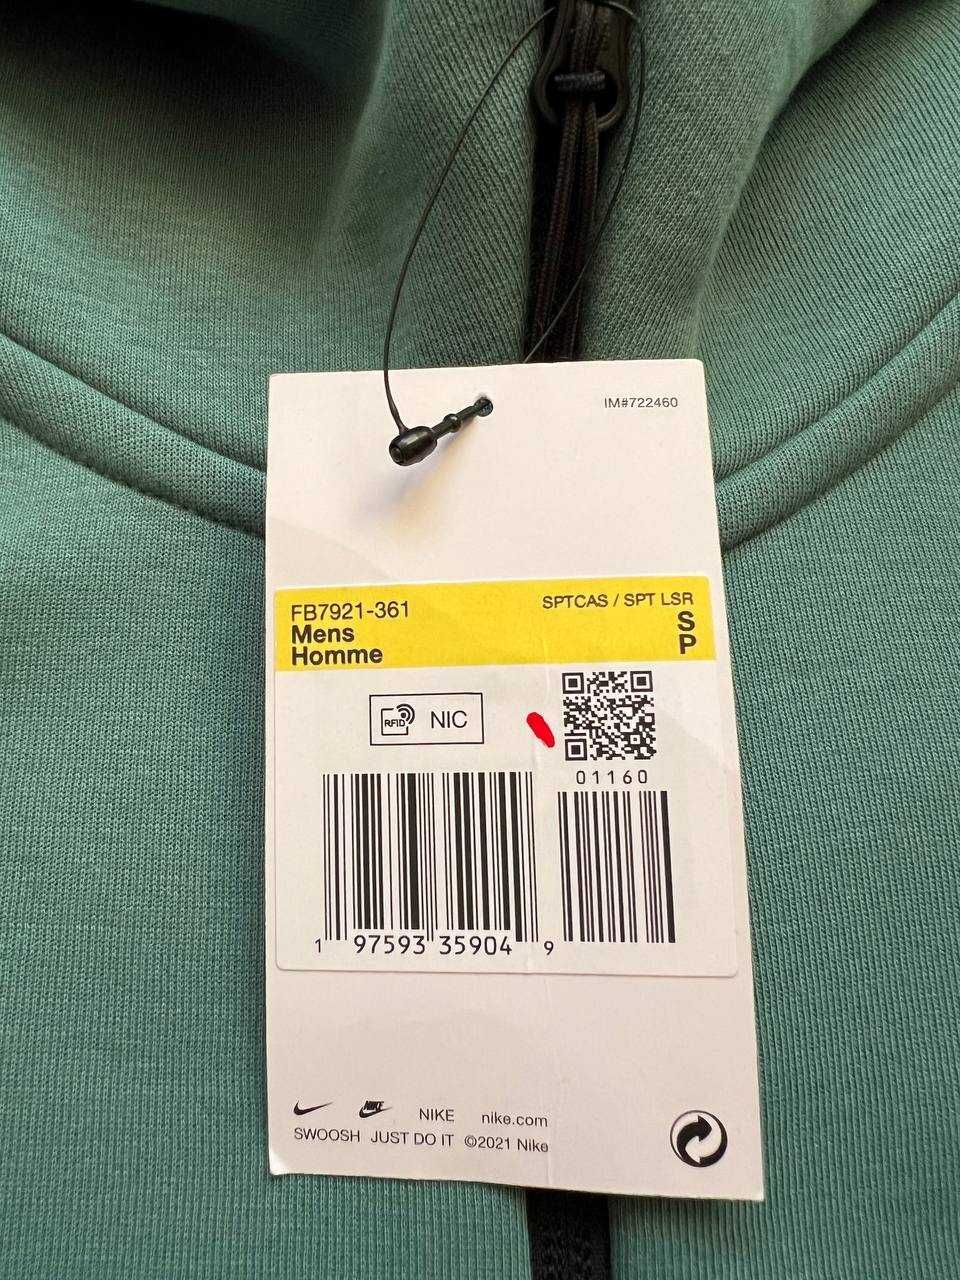 IM#722460
FB7921-361
SPTCAS / SPT LSR
Mens
S
Homme
P
RFID NIC
01160
1 97593 35904 9
NIKE NIKE nike.com
SWOOSH JUST DO IT ©2021 Nike